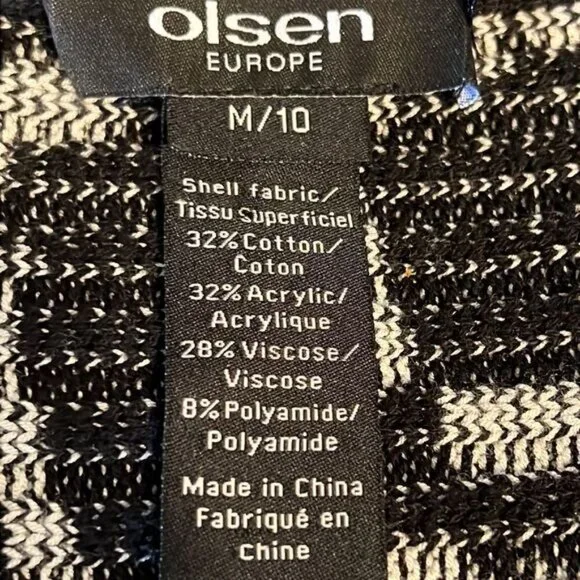 olsen
EUROPE
M/10
Shell fabric/
Tissu Superficiel
32% Cotton/
Coton
32% Acrylic/
Acrylique
28% Viscose/
Viscose
8% Polyamide/
Polyamide
Made in China
Fabriqué en
Chine